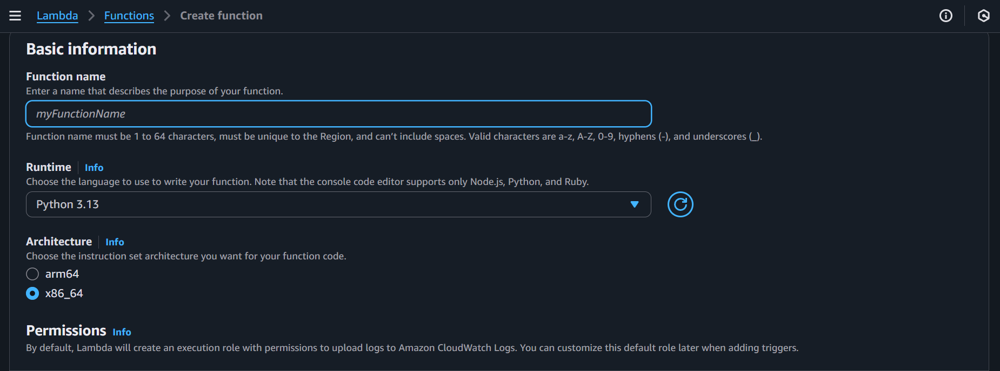 Lambda > Functions > Create function
Basic information
Function name
Enter a name that describes the purpose of your function.
myFunctionName
Function name must be 1 to 64 characters, must be unique to the Region, and can’t include spaces. Valid characters are a-z, A-Z, 0-9, hyphens (-), and underscores (_).
Runtime Info
Choose the language to use to write your function. Note that the console code editor supports only Node.js, Python, and Ruby.
Python 3.13
Architecture Info
Choose the instruction set architecture you want for your function code.
arm64
x86_64
Permissions Info
By default, Lambda will create an execution role with permissions to upload logs to Amazon CloudWatch Logs. You can customize this default role later when adding triggers.